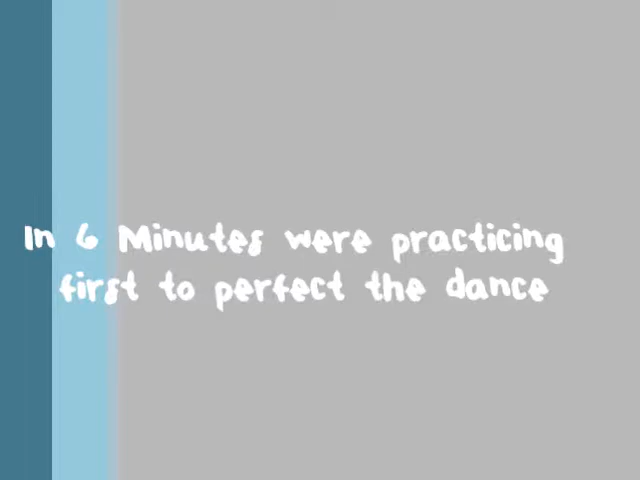 In 6 Minutes were practicing
first to perfect the dance